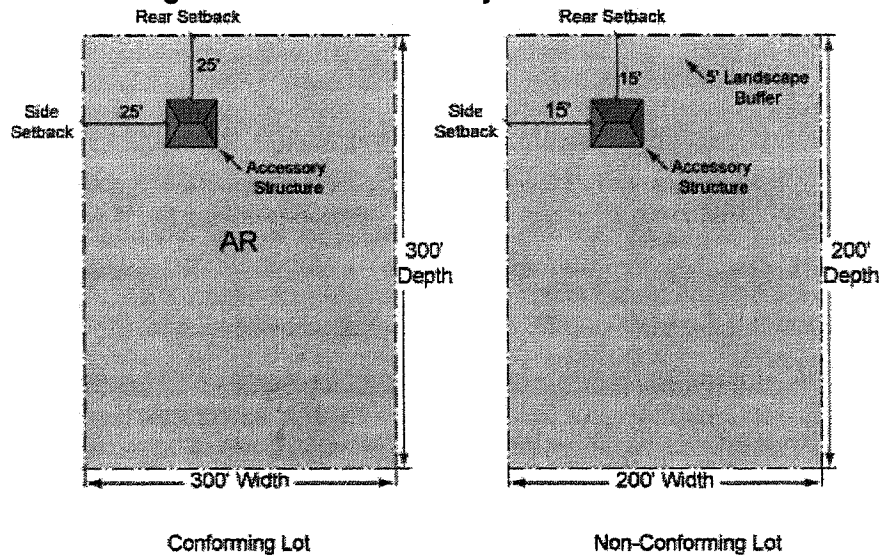 Rear Setback
25'
Side
Setback
25'
Accessory
Structure
AR
300'
Depth
300' Width
Conforming Lot
Rear Setback
15'
5' Landscape
Buffer
Side
Setback
15'
Accessory
Structure
200'
Depth
200' Width
Non-Conforming Lot